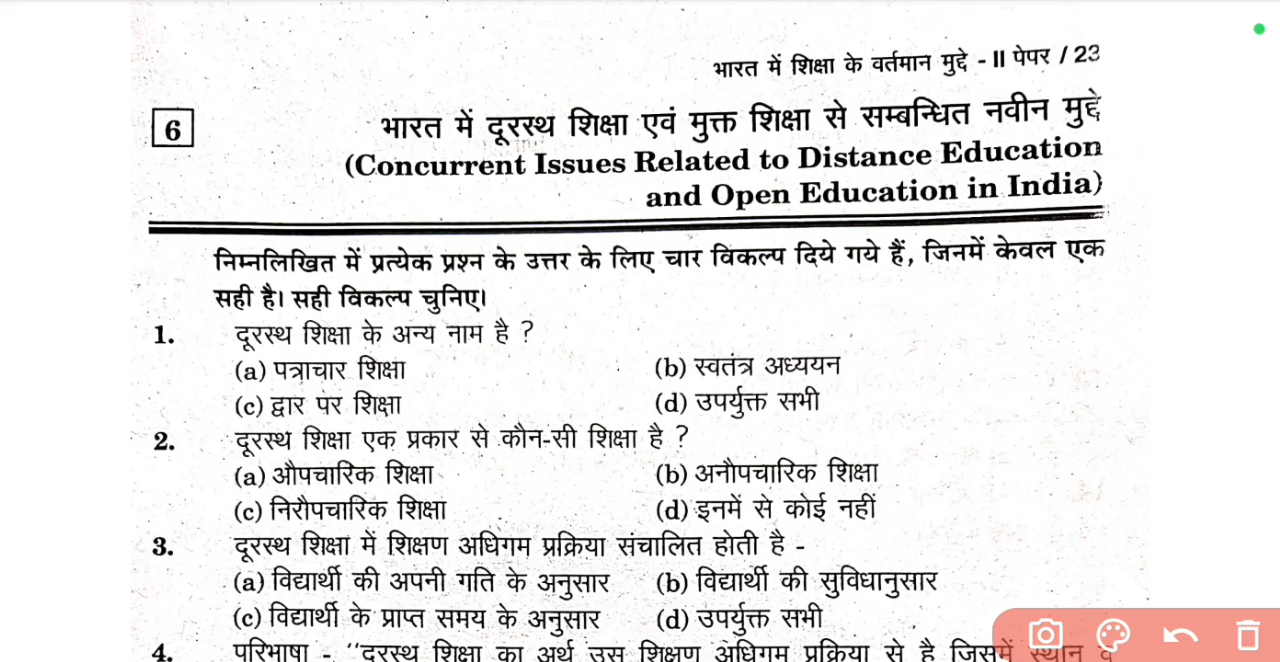 भारत में शिक्षा के वर्तमान मुद्दे - II पेपर / 23
6
भारत में दूरस्थ शिक्षा एवं मुक्त शिक्षा से सम्बन्धित नवीन मुद्दे
(Concurrent Issues Related to Distance Education
and Open Education in India)
निम्नलिखित में प्रत्येक प्रश्न के उत्तर के लिए चार विकल्प दिये गये हैं, जिनमें केवल एक
सही है। सही विकल्प चुनिए।
1. दूरस्थ शिक्षा के अन्य नाम है ?
(a) पत्राचार शिक्षा (b) स्वतंत्र अध्ययन
(c) द्वार पर शिक्षा (d) उपर्युक्त सभी
2. दूरस्थ शिक्षा एक प्रकार से कौन-सी शिक्षा है ?
(a) औपचारिक शिक्षा (b) अनौपचारिक शिक्षा
(c) निरौपचारिक शिक्षा (d) इनमें से कोई नहीं
3. दूरस्थ शिक्षा में शिक्षण अधिगम प्रक्रिया संचालित होती है -
(a) विद्यार्थी की अपनी गति के अनुसार (b) विद्यार्थी की सुविधानुसार
(c) विद्यार्थी के प्राप्त समय के अनुसार (d) उपर्युक्त सभी
4. परिभाषा - "दूरस्थ शिक्षा का अर्थ उस शिक्षण अधिगम प्रक्रिया से है जिसमें स्थान व